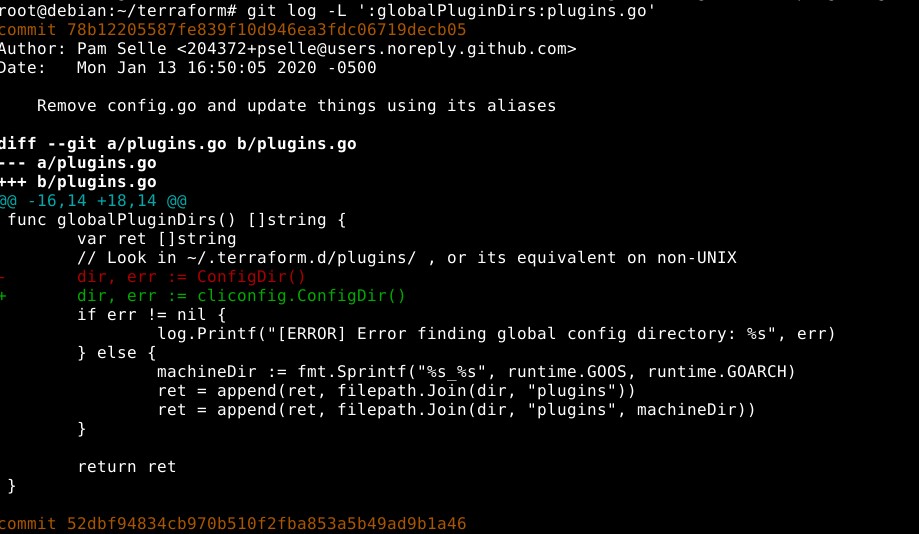 root@debian:~/terraform# git log -L ':globalPluginDirs:plugins.go'
commit 78b12205587fe839f10d946ea3fdc06719decb05
Author: Pam Selle <204372+pselle@users.noreply.github.com>
Date:   Mon Jan 13 16:50:05 2020 -0500

    Remove config.go and update things using its aliases

diff --git a/plugins.go b/plugins.go
--- a/plugins.go
+++ b/plugins.go
@@ -16,14 +18,14 @@
 func globalPluginDirs() []string {
        var ret []string
        // Look in ~/.terraform.d/plugins/ , or its equivalent on non-UNIX
-       dir, err := ConfigDir()
+       dir, err := cliconfig.ConfigDir()
        if err != nil {
                log.Printf("[ERROR] Error finding global config directory: %s", err)
        } else {
                machineDir := fmt.Sprintf("%s_%s", runtime.GOOS, runtime.GOARCH)
                ret = append(ret, filepath.Join(dir, "plugins"))
                ret = append(ret, filepath.Join(dir, "plugins", machineDir))
        }

        return ret
 }

commit 52dbf94834cb970b510f2fba853a5b49ad9b1a46